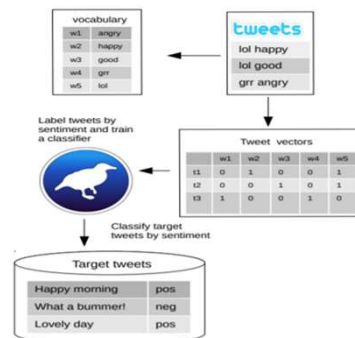 vocabulary
w1 angry
w2 happy
w3 good
w4 grr
w5 lol
tweets
lol happy
lol good
grr angry
Label tweets by
sentiment and train
a classifier
Tweet vectors
w1 w2 w3 w4 w5
t1 0 1 0 0 1
t2 0 0 1 0 1
t3 1 0 0 1 0
Classify target
tweets by sentiment
Target tweets
Happy morning pos
What a bummer! neg
Lovely day pos